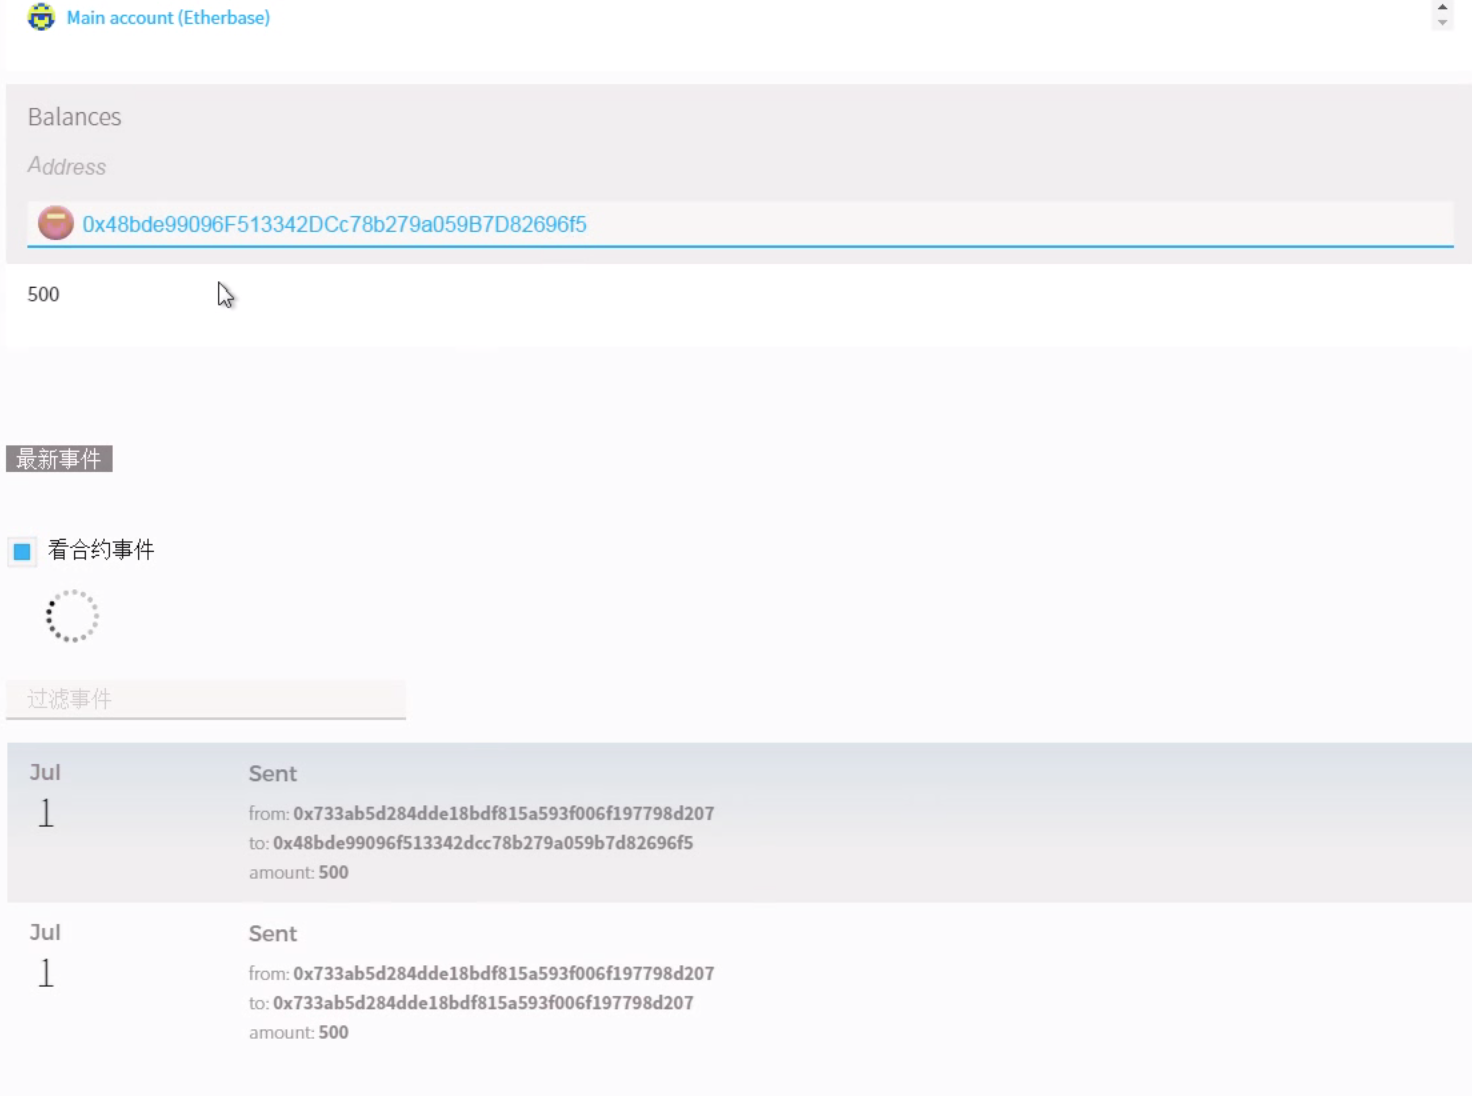 Main account (Etherbase)
Balances
Address
0x48bde99096F513342DCc78b279a059B7D82696f5
500
最新事件
看合约事件
过滤事件
Jul
1
Sent
from: 0x733ab5d284dde18bdf815a593f006f197798d207
to: 0x48bde99096f513342dcc78b279a059b7d82696f5
amount: 500
Jul
1
Sent
from: 0x733ab5d284dde18bdf815a593f006f197798d207
to: 0x733ab5d284dde18bdf815a593f006f197798d207
amount: 500